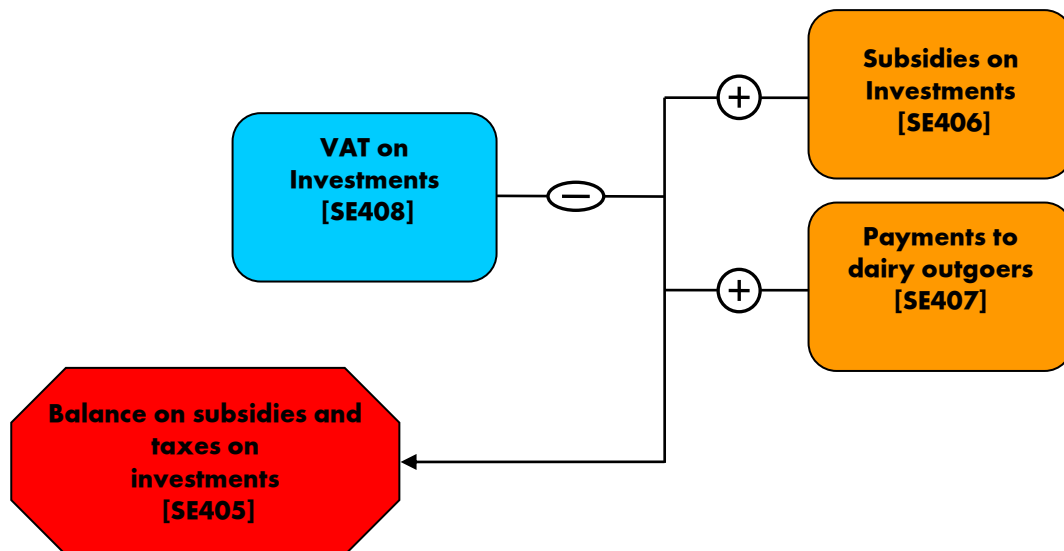 Subsidies on
Investments
[SE406]
+
VAT on
Investments
[SE408]
−
Payments to
dairy outgoers
[SE407]
+
Balance on subsidies and
taxes on
investments
[SE405]